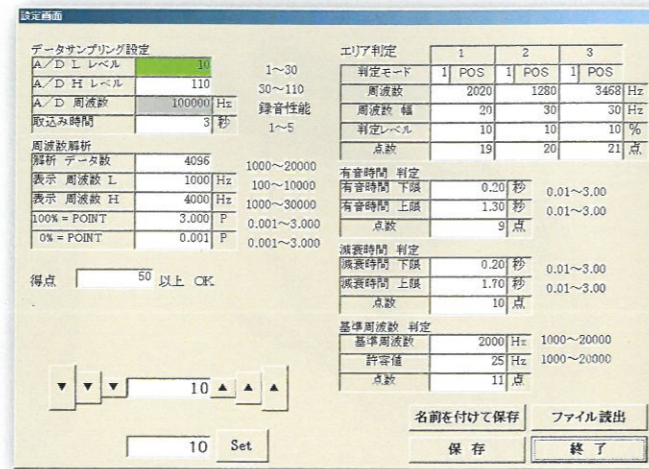 設定画面
データサンプリング設定
A/D L レベル 10 1～30
A/D H レベル 110 30～110
A/D 周波数 100000 Hz 録音性能
取込み時間 3 秒 1～5
周波数解析
解析 データ数 4096 1000～20000
表示 周波数 L 1000 Hz 100～10000
表示 周波数 H 4000 Hz 1000～30000
100% = POINT 3.000 P 0.001～3.000
0% = POINT 0.001 P 0.001～3.000
得点 50 以上 OK
▼ ▼ ▼ 10 ▲ ▲ ▲
10 Set
エリア判定 1 2 3
判定モード 1 POS 1 POS 1 POS
周波数 2020 1280 3468 Hz
周波数 幅 20 30 30 Hz
判定レベル 10 10 10 %
点数 19 20 21 点
有音時間 判定
有音時間 下限 0.20 秒 0.01～3.00
有音時間 上限 1.30 秒 0.01～3.00
点数 9 点
減衰時間 判定
減衰時間 下限 0.20 秒 0.01～3.00
減衰時間 上限 1.70 秒 0.01～3.00
点数 10 点
基準周波数 判定
基準周波数 2000 Hz 1000～20000
許容値 25 Hz 1000～20000
点数 11 点
名前を付けて保存 ファイル読出
保 存 終 了